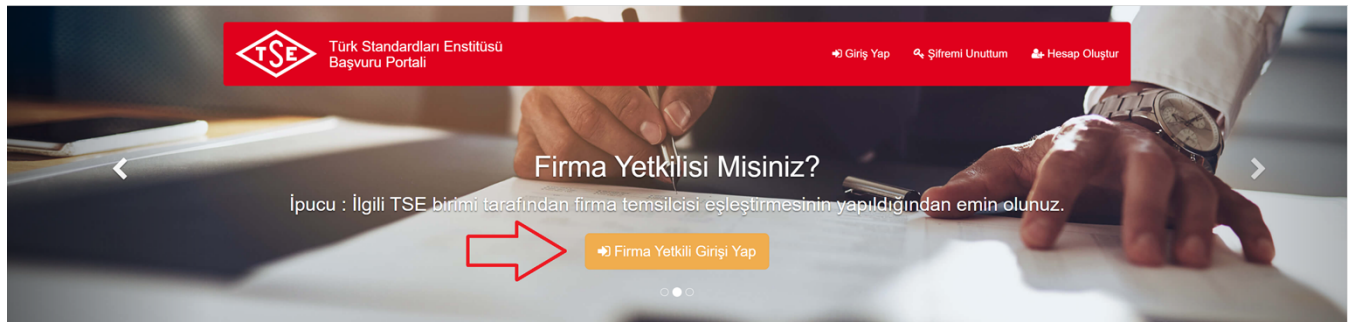 TSE
Türk Standardları Enstitüsü
Başvuru Portali
Giriş Yap
Şifremi Unuttum
Hesap Oluştur
Firma Yetkilisi Misiniz?
İpucu : İlgili TSE birimi tarafından firma temsilcisi eşleştirmesinin yapıldığından emin olunuz.
Firma Yetkili Girişi Yap